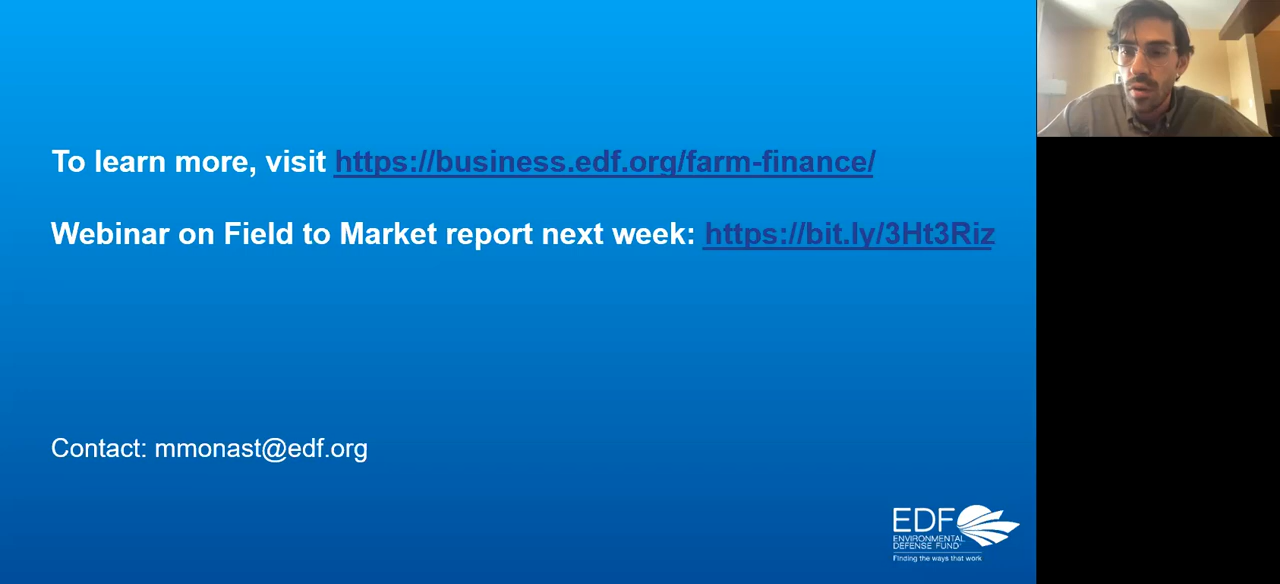 To learn more, visit https://business.edf.org/farm-finance/
Webinar on Field to Market report next week: https://bit.ly/3Ht3Riz
Contact: mmonast@edf.org
EDF
ENVIRONMENTAL
DEFENSE FUND
Finding the ways that work